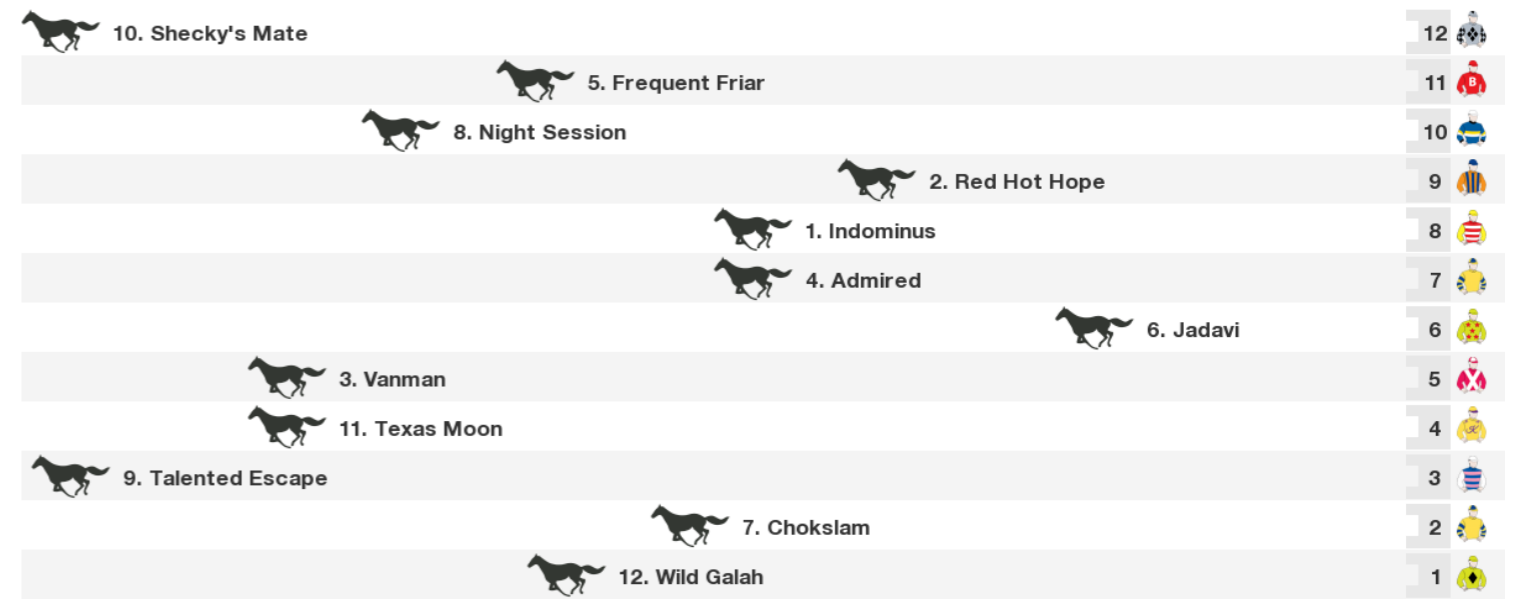 10. Shecky's Mate 12
5. Frequent Friar 11 B
8. Night Session 10
2. Red Hot Hope 9
1. Indominus 8
4. Admired 7
6. Jadavi 6
3. Vanman 5
11. Texas Moon 4
9. Talented Escape 3
7. Chokslam 2
12. Wild Galah 1